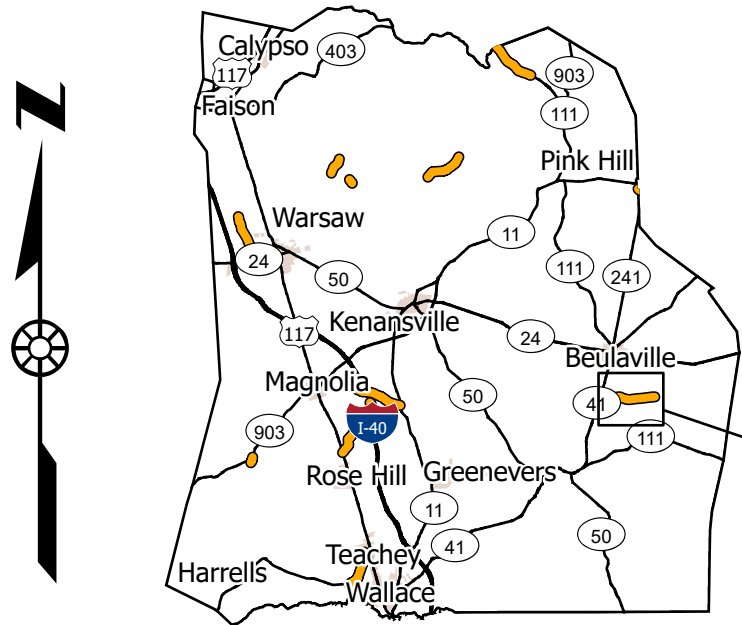 Calypso
403
117
903
Faison
111
Pink Hill
Warsaw
11
24
50
111
241
Kenansville
117
24
Beulaville
Magnolia
50
41
I-40
903
111
Rose Hill
Greenevers
11
50
41
Teachey
Harrells
Wallace
N